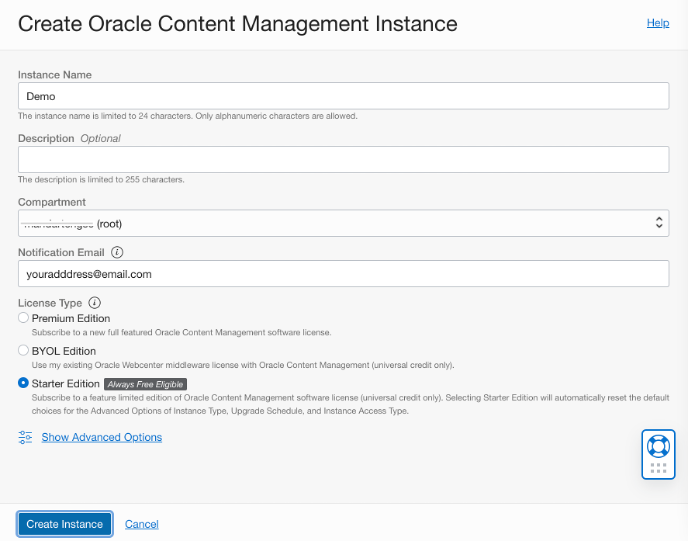 Create Oracle Content Management Instance
Help
Instance Name
Demo
The instance name is limited to 24 characters. Only alphanumeric characters are allowed.
Description Optional
The description is limited to 255 characters.
Compartment
(root)
Notification Email
youradddress@email.com
License Type
Premium Edition
Subscribe to a new full featured Oracle Content Management software license.
BYOL Edition
Use my existing Oracle Webcenter middleware license with Oracle Content Management (universal credit only).
Starter Edition Always Free Eligible
Subscribe to a feature limited edition of Oracle Content Management software license (universal credit only). Selecting Starter Edition will automatically reset the default
choices for the Advanced Options of Instance Type, Upgrade Schedule, and Instance Access Type.
Show Advanced Options
Create Instance
Cancel